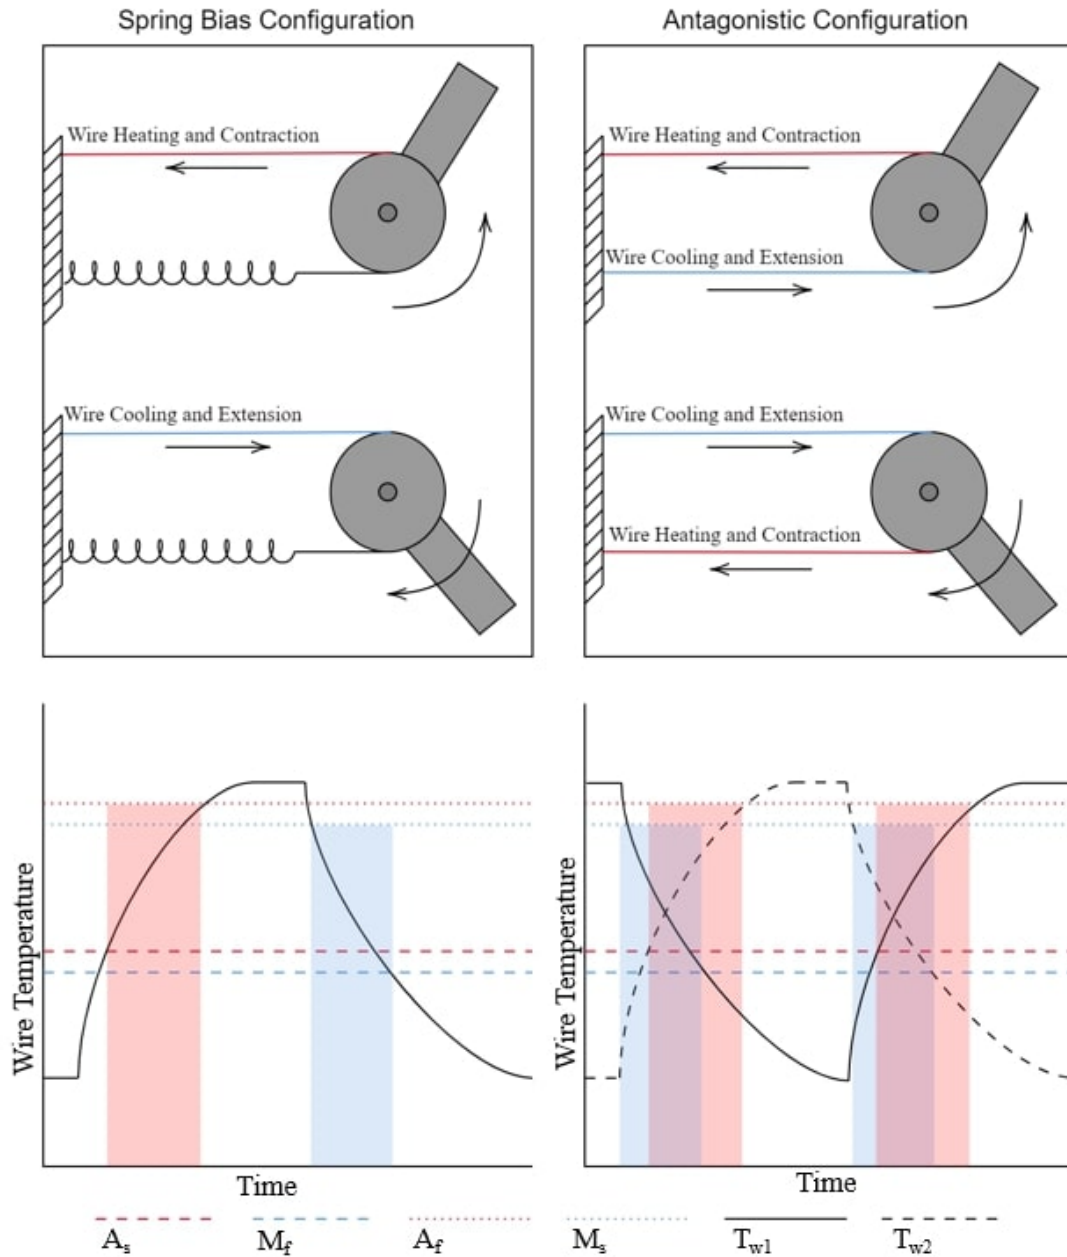 Spring Bias Configuration
Antagonistic Configuration
Wire Heating and Contraction
Wire Cooling and Extension
Wire Heating and Contraction
Wire Cooling and Extension
Wire Cooling and Extension
Wire Heating and Contraction
Wire Temperature
Time
Wire Temperature
Time
As
Mf
Af
Ms
Tw1
Tw2